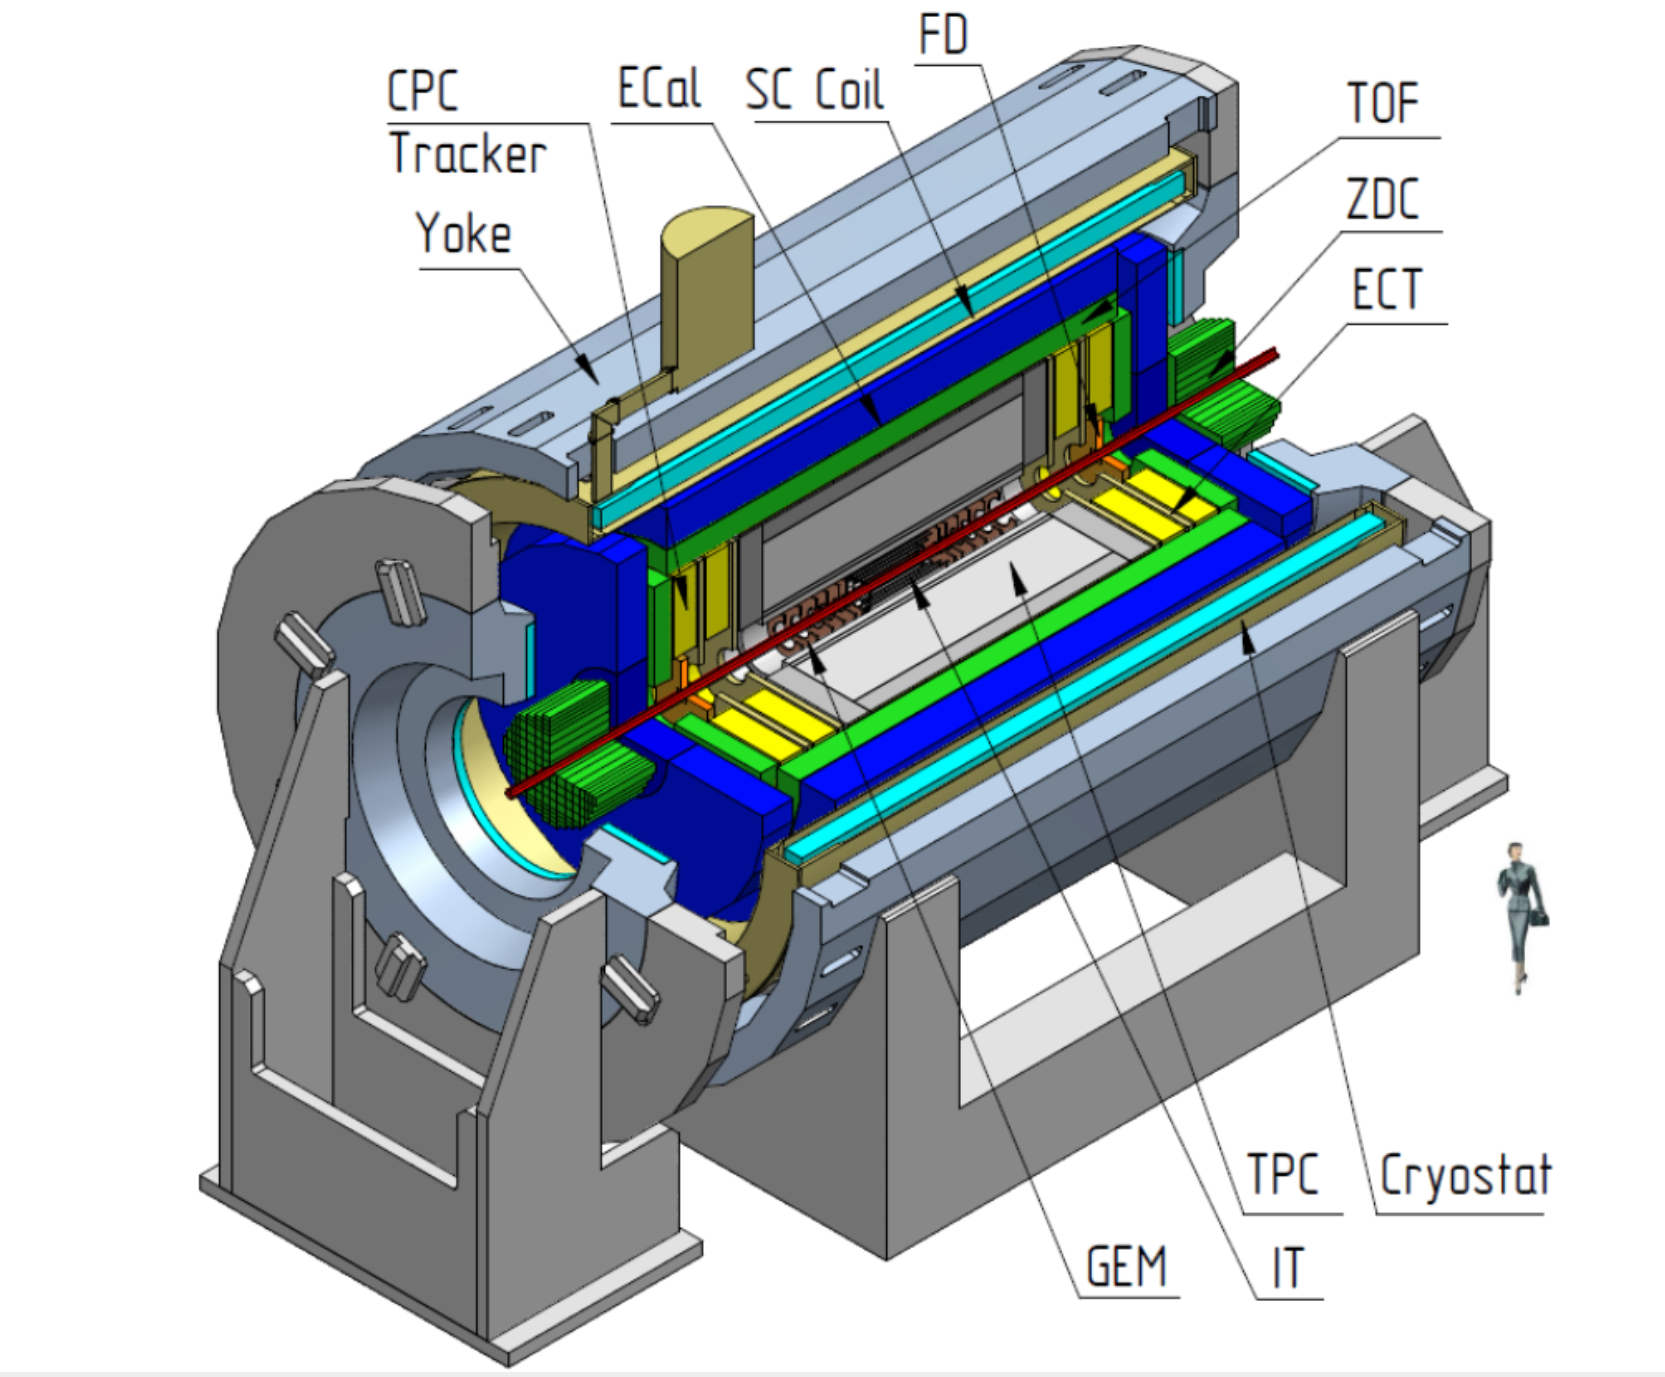 FD
CPC
Tracker
ECal
SC Coil
TOF
Yoke
ZDC
ECT
TPC
Cryostat
GEM
IT